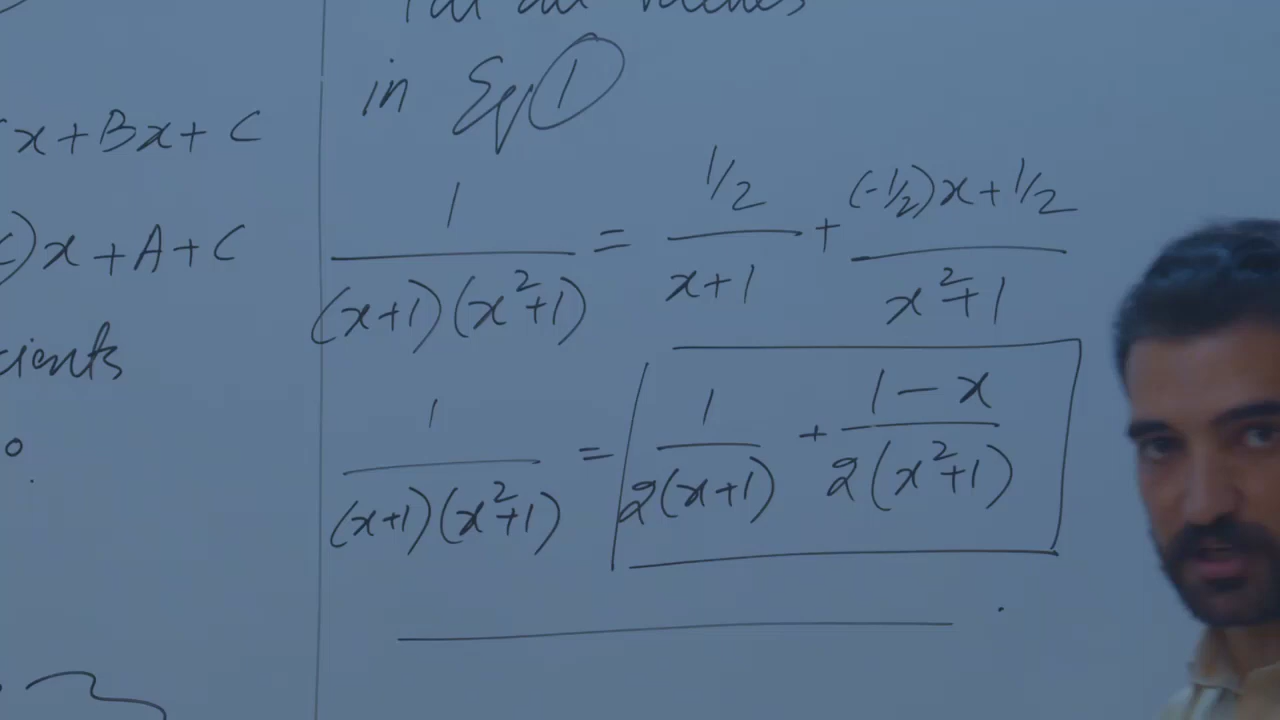 x+Bx+C
)x+A+C
cients
0.
in Eq ①
1/((x+1)(x²+1)) = (1/2)/(x+1) + ((-1/2)x+1/2)/(x²+1)
1/((x+1)(x²+1)) = 1/(2(x+1)) + (1-x)/(2(x²+1))